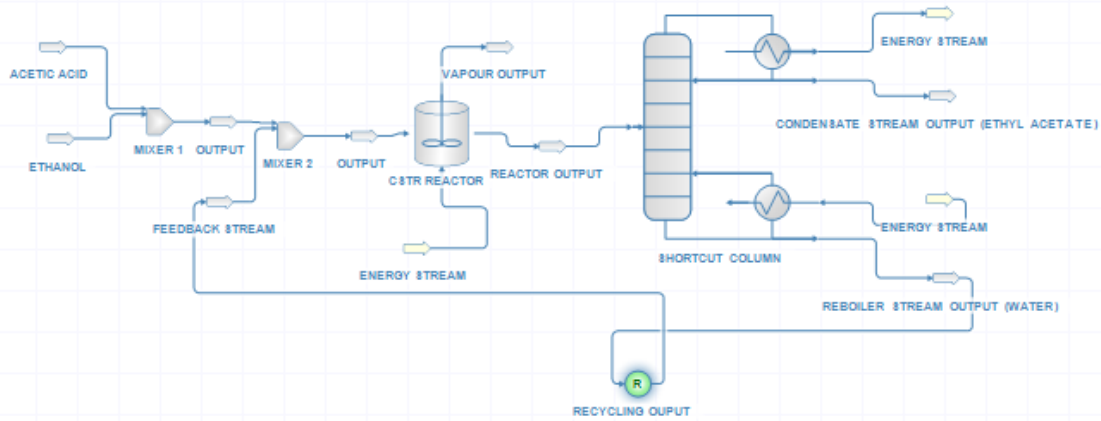 ACETIC ACID
ETHANOL
MIXER 1
OUTPUT
MIXER 2
OUTPUT
FEEDBACK STREAM
VAPOUR OUTPUT
CSTR REACTOR
REACTOR OUTPUT
ENERGY STREAM
ENERGY STREAM
CONDENSATE STREAM OUTPUT (ETHYL ACETATE)
ENERGY STREAM
SHORTCUT COLUMN
REBOILER STREAM OUTPUT (WATER)
R
RECYCLING OUPUT